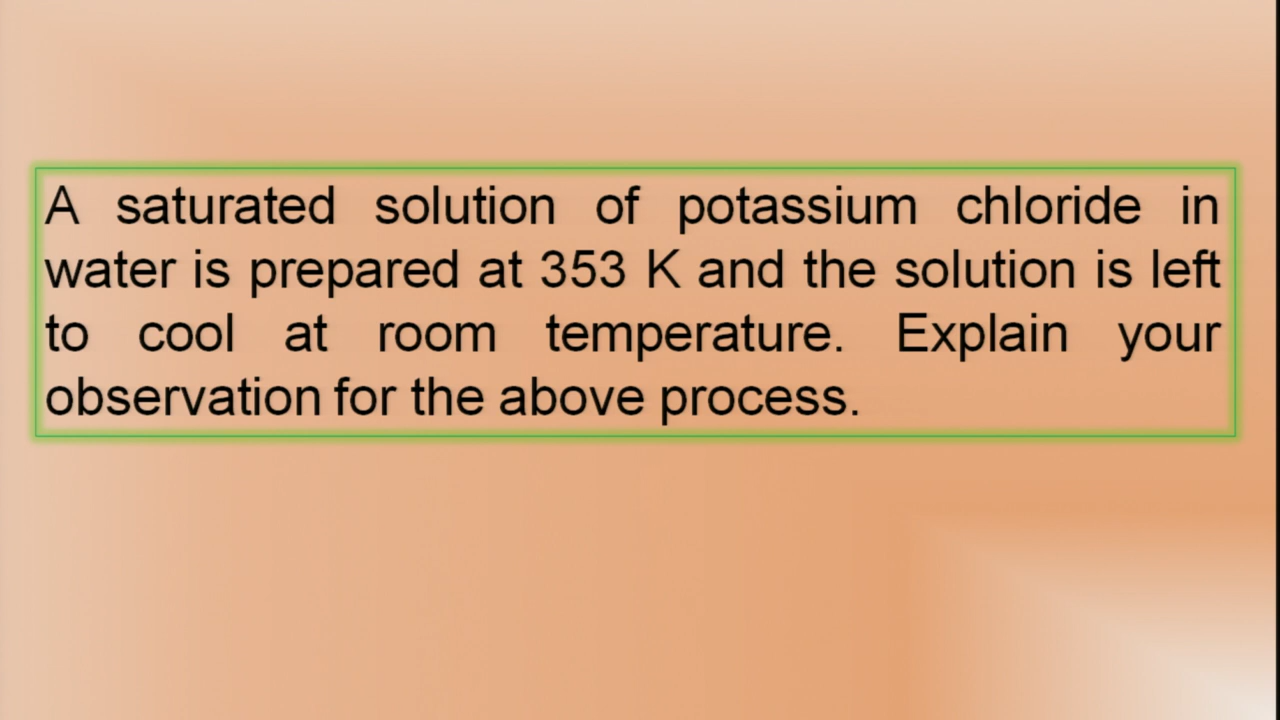 A saturated solution of potassium chloride in
water is prepared at 353 K and the solution is left
to cool at room temperature. Explain your
observation for the above process.